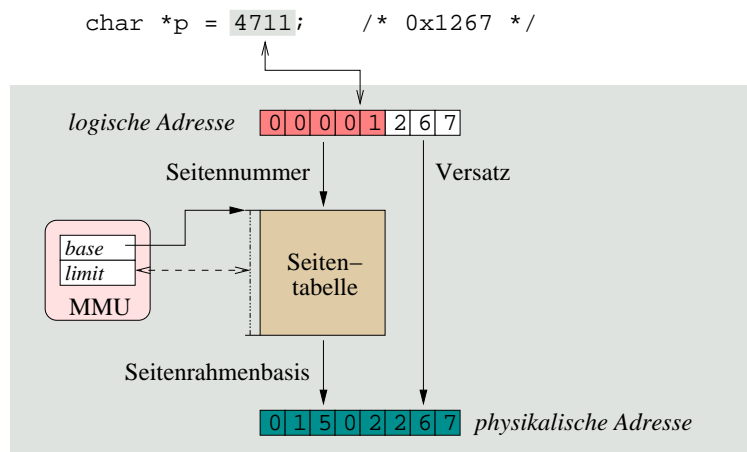 char *p = 4711; /* 0x1267 */
logische Adresse 0 0 0 0 1 2 6 7
Seitennummer Versatz
base
limit
MMU
Seiten–
tabelle
Seitenrahmenbasis
0 1 5 0 2 2 6 7 physikalische Adresse